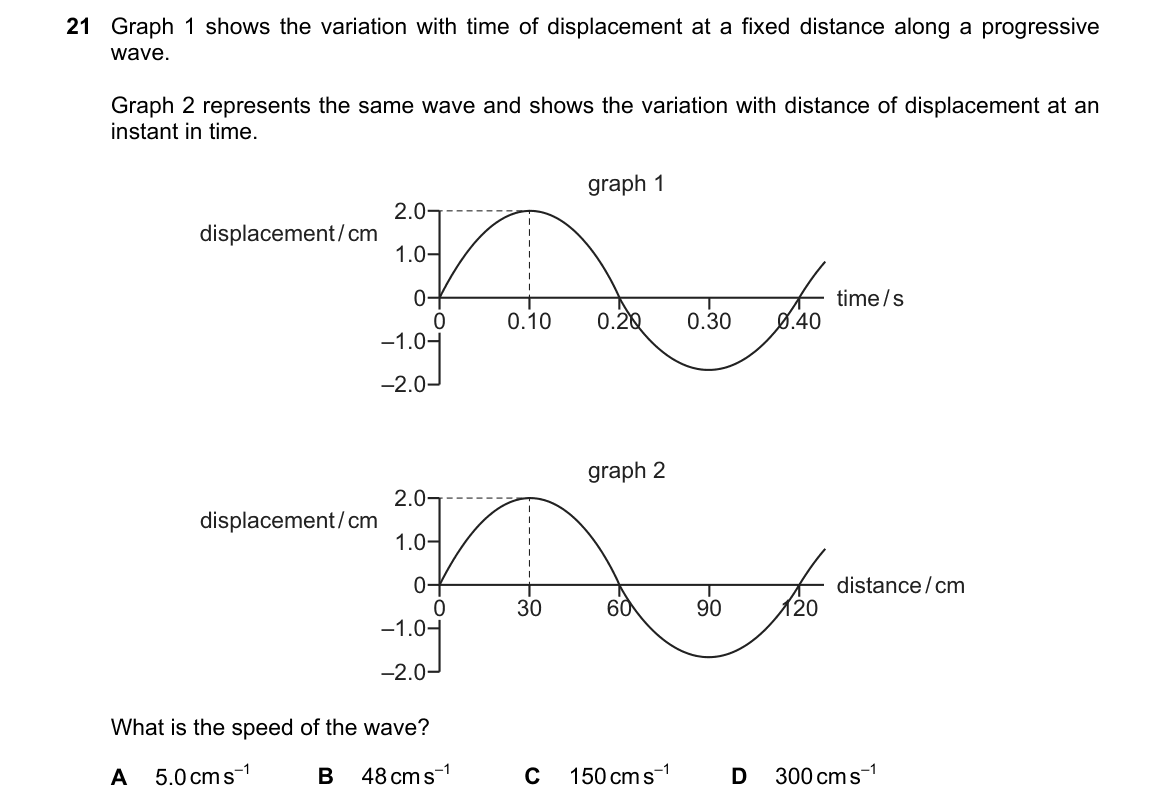 21 Graph 1 shows the variation with time of displacement at a fixed distance along a progressive
wave.
Graph 2 represents the same wave and shows the variation with distance of displacement at an
instant in time.
graph 1
displacement / cm
2.0
1.0
0
–1.0
–2.0
0 0.10 0.20 0.30 0.40
time / s
graph 2
displacement / cm
2.0
1.0
0
–1.0
–2.0
0 30 60 90 120
distance / cm
What is the speed of the wave?
A 5.0 cm s⁻¹ B 48 cm s⁻¹ C 150 cm s⁻¹ D 300 cm s⁻¹